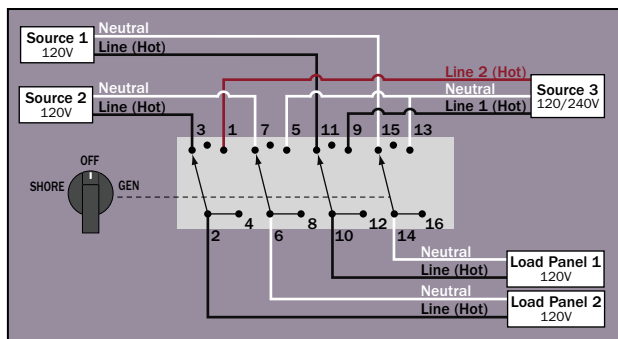 Source 1
120V
Neutral
Line (Hot)
Source 2
120V
Neutral
Line (Hot)
Line 2 (Hot)
Neutral
Line 1 (Hot)
Source 3
120/240V
3 1 7 5 11 9 15 13
OFF
SHORE
GEN
2 4 6 8 10 12 14 16
Neutral
Line (Hot)
Load Panel 1
120V
Neutral
Line (Hot)
Load Panel 2
120V